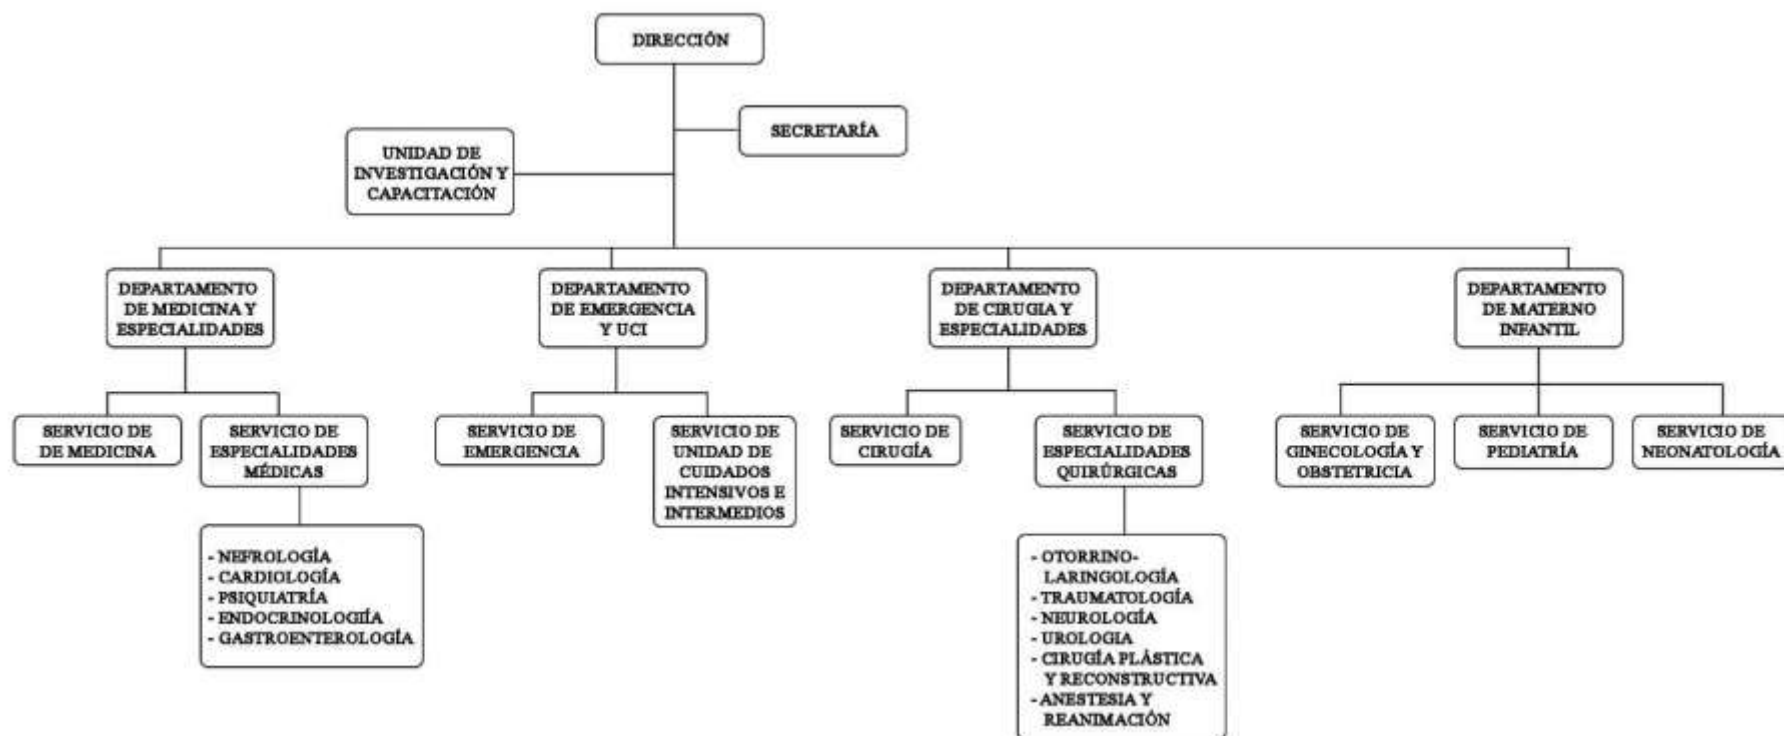 DIRECCIÓN
SECRETARÍA
UNIDAD DE
INVESTIGACIÓN Y
CAPACITACIÓN
DEPARTAMENTO
DE MEDICINA Y
ESPECIALIDADES
DEPARTAMENTO
DE EMERGENCIA
Y UCI
DEPARTAMENTO
DE CIRUGIA Y
ESPECIALIDADES
DEPARTAMENTO
DE MATERNO
INFANTIL
SERVICIO DE
DE MEDICINA
SERVICIO DE
ESPECIALIDADES
MÉDICAS
SERVICIO DE
EMERGENCIA
SERVICIO DE
UNIDAD DE
CUIDADOS
INTENSIVOS E
INTERMEDIOS
SERVICIO DE
CIRUGÍA
SERVICIO DE
ESPECIALIDADES
QUIRÚRGICAS
SERVICIO DE
GINECOLOGÍA Y
OBSTETRICIA
SERVICIO DE
PEDIATRÍA
SERVICIO DE
NEONATOLOGÍA
- NEFROLOGÍA
- CARDIOLOGÍA
- PSIQUIATRÍA
- ENDOCRINOLOGIÍA
- GASTROENTEROLOGÍA
- OTORRINO-
LARINGOLOGÍA
- TRAUMATOLOGÍA
- NEUROLOGÍA
- UROLOGIA
- CIRUGÍA PLÁSTICA
Y RECONSTRUCTIVA
- ANESTESIA Y
REANIMACIÓN